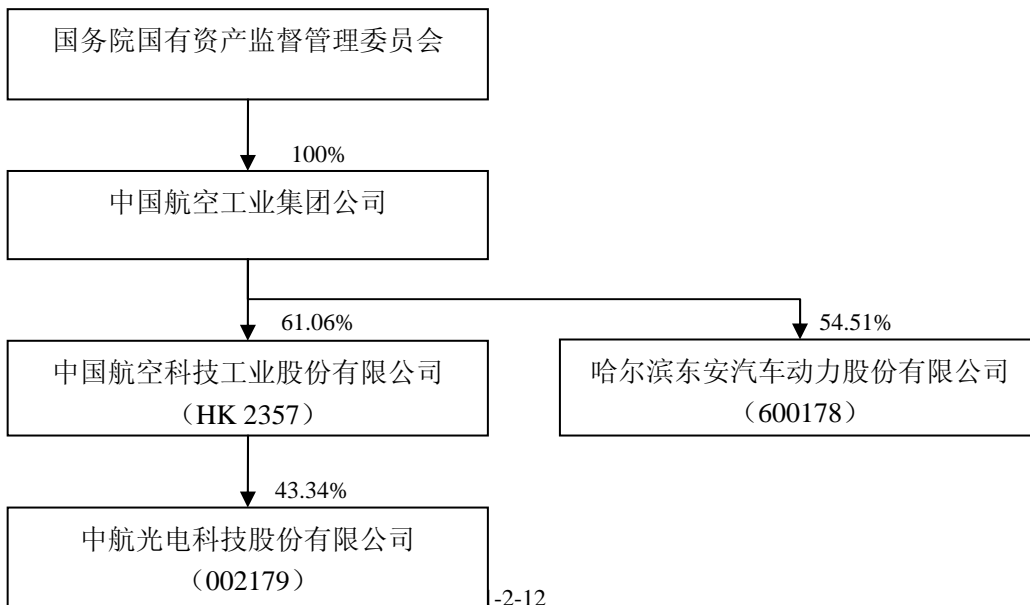 国务院国有资产监督管理委员会
100%
中国航空工业集团公司
61.06%
54.51%
中国航空科技工业股份有限公司
（HK 2357）
哈尔滨东安汽车动力股份有限公司
（600178）
43.34%
中航光电科技股份有限公司
（002179）
1-2-12